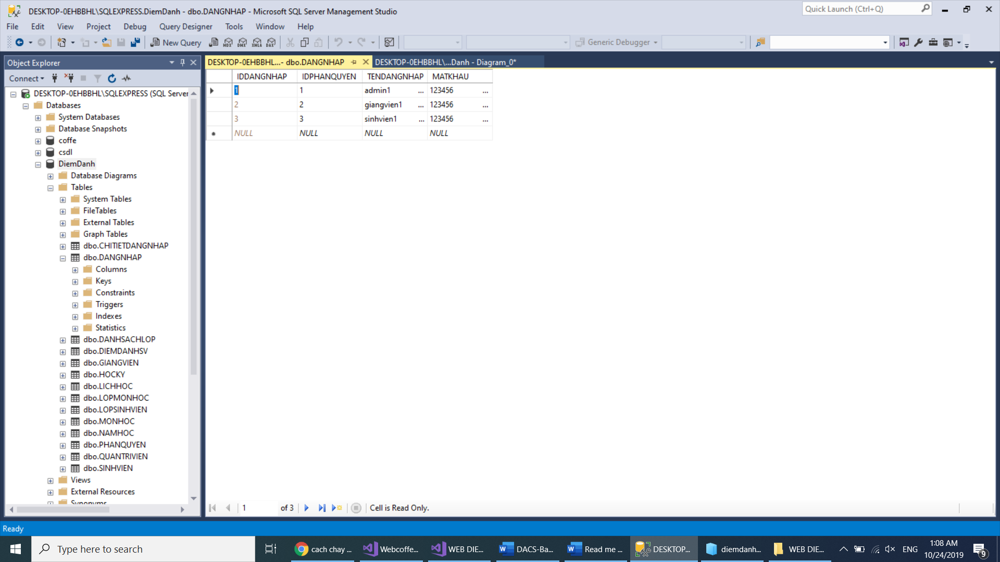 DESKTOP-0EHBBHL\SQLEXPRESS.DiemDanh - dbo.DANGNHAP - Microsoft SQL Server Management Studio
Quick Launch (Ctrl+Q)
File Edit View Project Debug Query Designer Tools Window Help
New Query MDX DMX XMLA DAX Generic Debugger
Object Explorer
DESKTOP-0EHBBHL...- dbo.DANGNHAP
DESKTOP-0EHBBHL\...Danh - Diagram_0*
Connect
IDDANGNHAP IDPHANQUYEN TENDANGNHAP MATKHAU
1 1 admin1 ... 123456 ...
2 2 giangvien1 ... 123456 ...
3 3 sinhvien1 ... 123456 ...
NULL NULL NULL NULL
DESKTOP-0EHBBHL\SQLEXPRESS (SQL Server
Databases
System Databases
Database Snapshots
coffe
csdl
DiemDanh
Database Diagrams
Tables
System Tables
FileTables
External Tables
Graph Tables
dbo.CHITIETDANGNHAP
dbo.DANGNHAP
Columns
Keys
Constraints
Triggers
Indexes
Statistics
dbo.DANHSACHLOP
dbo.DIEMDANHSV
dbo.GIANGVIEN
dbo.HOCKY
dbo.LICHHOC
dbo.LOPMONHOC
dbo.LOPSINHVIEN
dbo.MONHOC
dbo.NAMHOC
dbo.PHANQUYEN
dbo.QUANTRIVIEN
dbo.SINHVIEN
Views
External Resources
Synonyms
1 of 3 Cell is Read Only.
Ready
Type here to search
cach chay ...
Webcoffe...
WEB DIE...
DACS-Ba...
Read me ...
DESKTOP...
diemdanh...
WEB DIE...
ENG
1:08 AM
10/24/2019
9